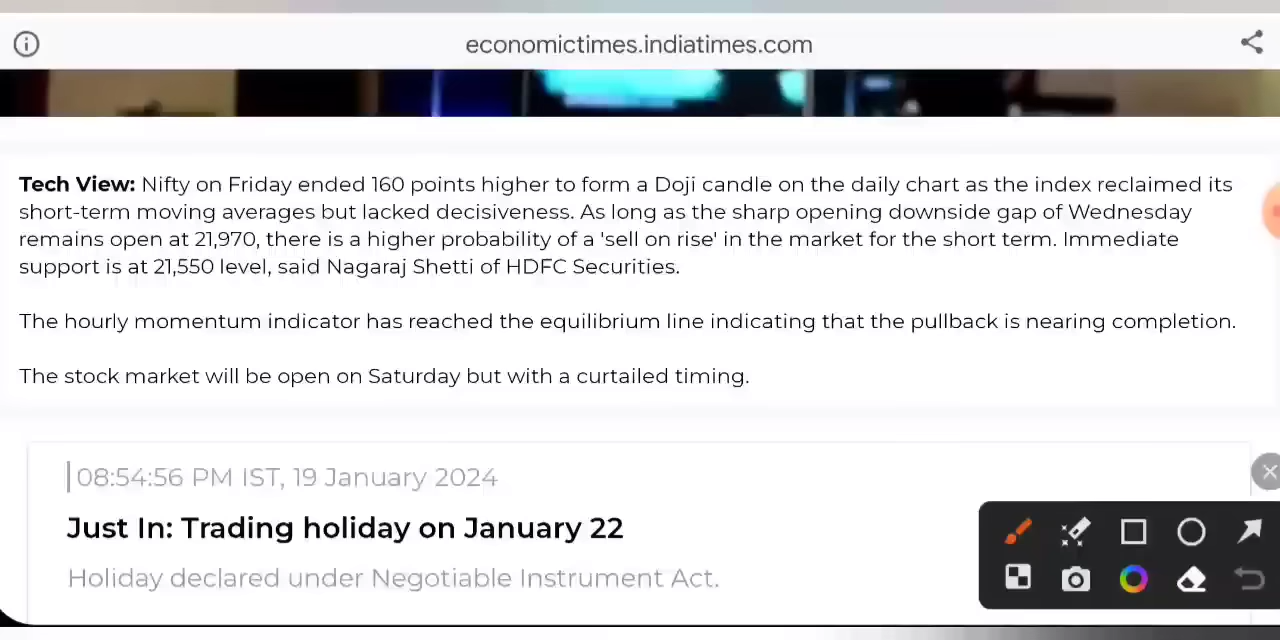 economictimes.indiatimes.com
Tech View: Nifty on Friday ended 160 points higher to form a Doji candle on the daily chart as the index reclaimed its
short-term moving averages but lacked decisiveness. As long as the sharp opening downside gap of Wednesday
remains open at 21,970, there is a higher probability of a 'sell on rise' in the market for the short term. Immediate
support is at 21,550 level, said Nagaraj Shetti of HDFC Securities.
The hourly momentum indicator has reached the equilibrium line indicating that the pullback is nearing completion.
The stock market will be open on Saturday but with a curtailed timing.
08:54:56 PM IST, 19 January 2024
Just In: Trading holiday on January 22
Holiday declared under Negotiable Instrument Act.